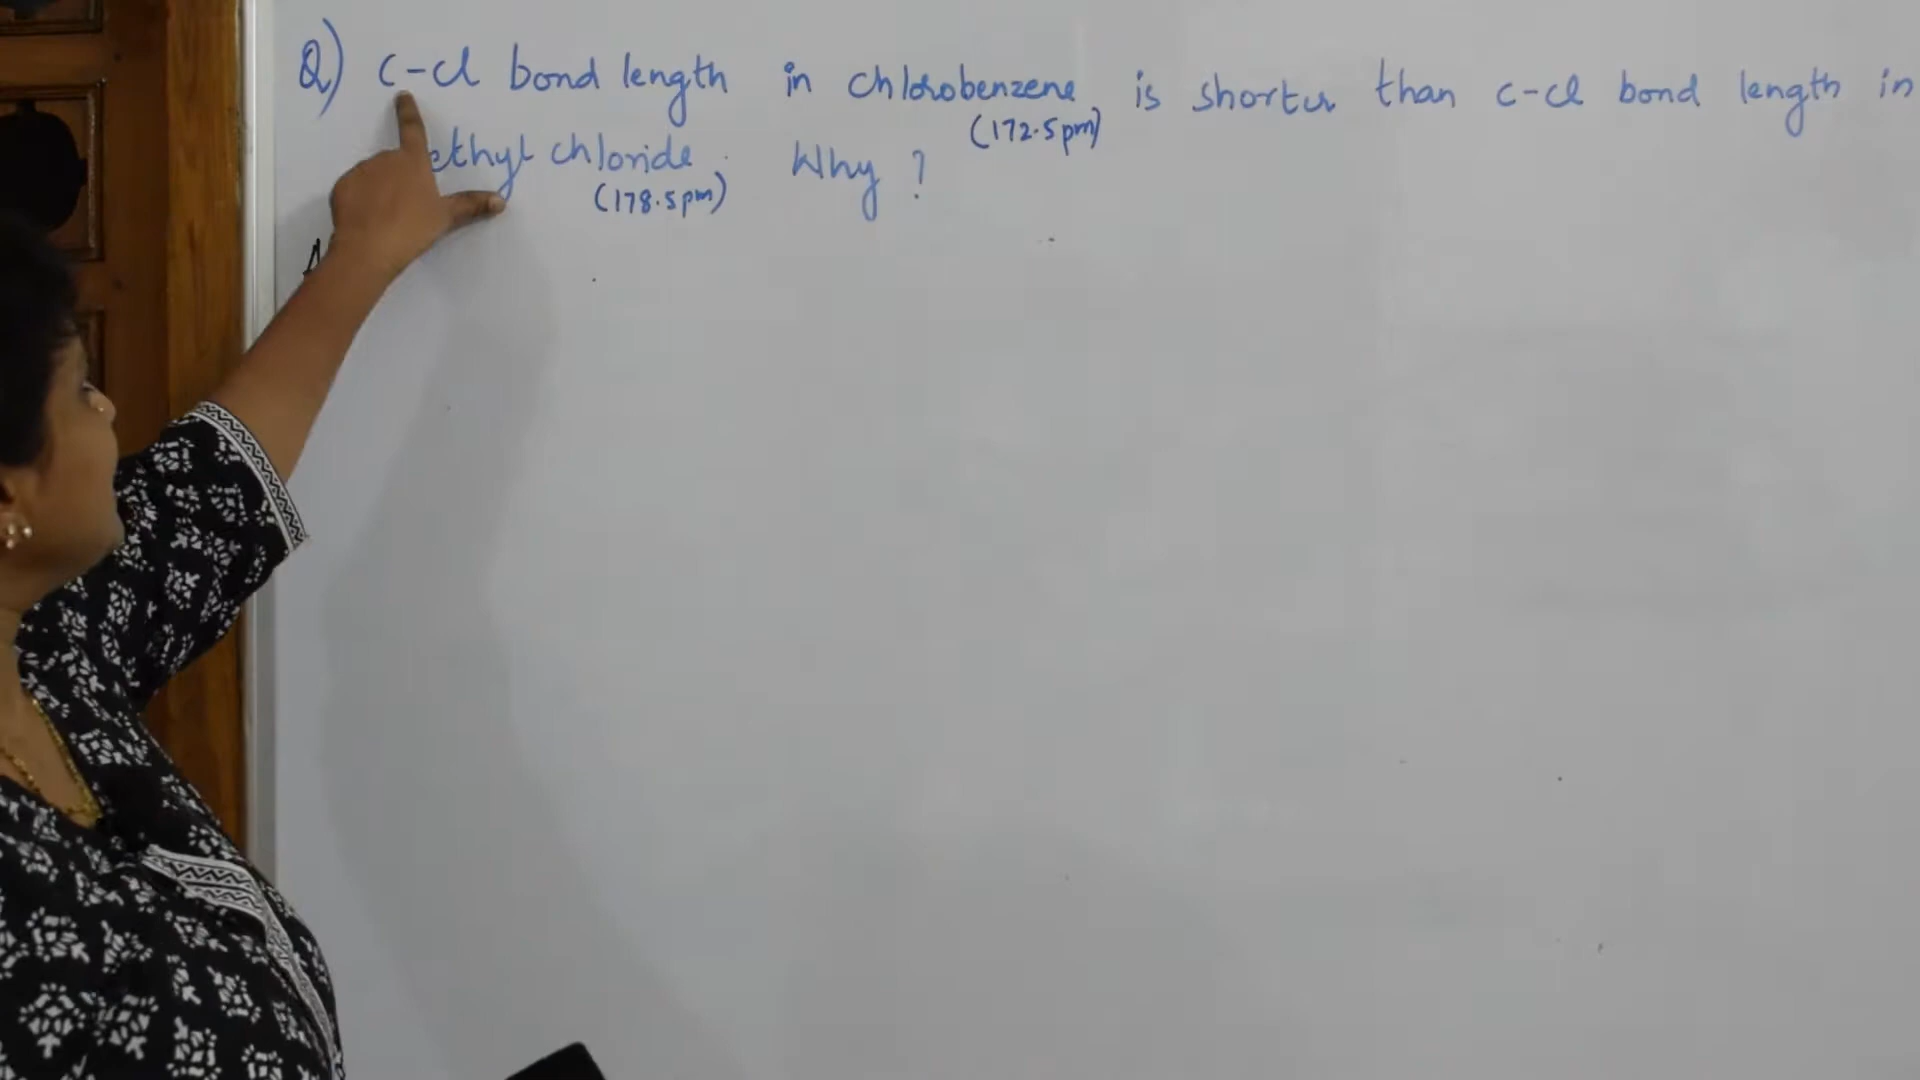 Q) C-Cl bond length in Chlorobenzene is shorter than C-Cl bond length in
(172.5pm)
ethyl chloride. Why?
(178.5pm)
A